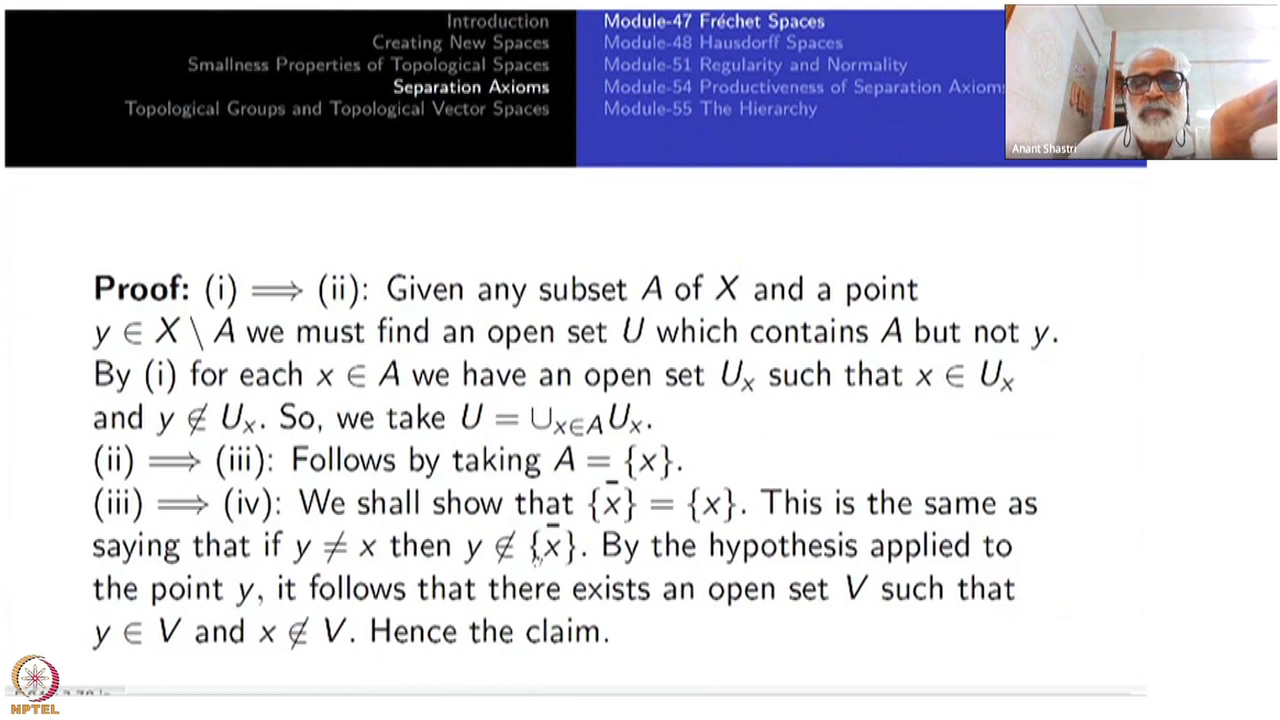 Introduction
Creating New Spaces
Smallness Properties of Topological Spaces
Separation Axioms
Topological Groups and Topological Vector Spaces
Module-47 Fréchet Spaces
Module-48 Hausdorff Spaces
Module-51 Regularity and Normality
Module-54 Productiveness of Separation Axioms
Module-55 The Hierarchy
Anant Shastri
Proof: (i) ⟹ (ii): Given any subset A of X and a point
y ∈ X \ A we must find an open set U which contains A but not y.
By (i) for each x ∈ A we have an open set Uₓ such that x ∈ Uₓ
and y ∉ Uₓ. So, we take U = ∪ₓ∈A Uₓ.
(ii) ⟹ (iii): Follows by taking A = {x}.
(iii) ⟹ (iv): We shall show that {x̄} = {x}. This is the same as
saying that if y ≠ x then y ∉ {x̄}. By the hypothesis applied to
the point y, it follows that there exists an open set V such that
y ∈ V and x ∉ V. Hence the claim.
NPTEL